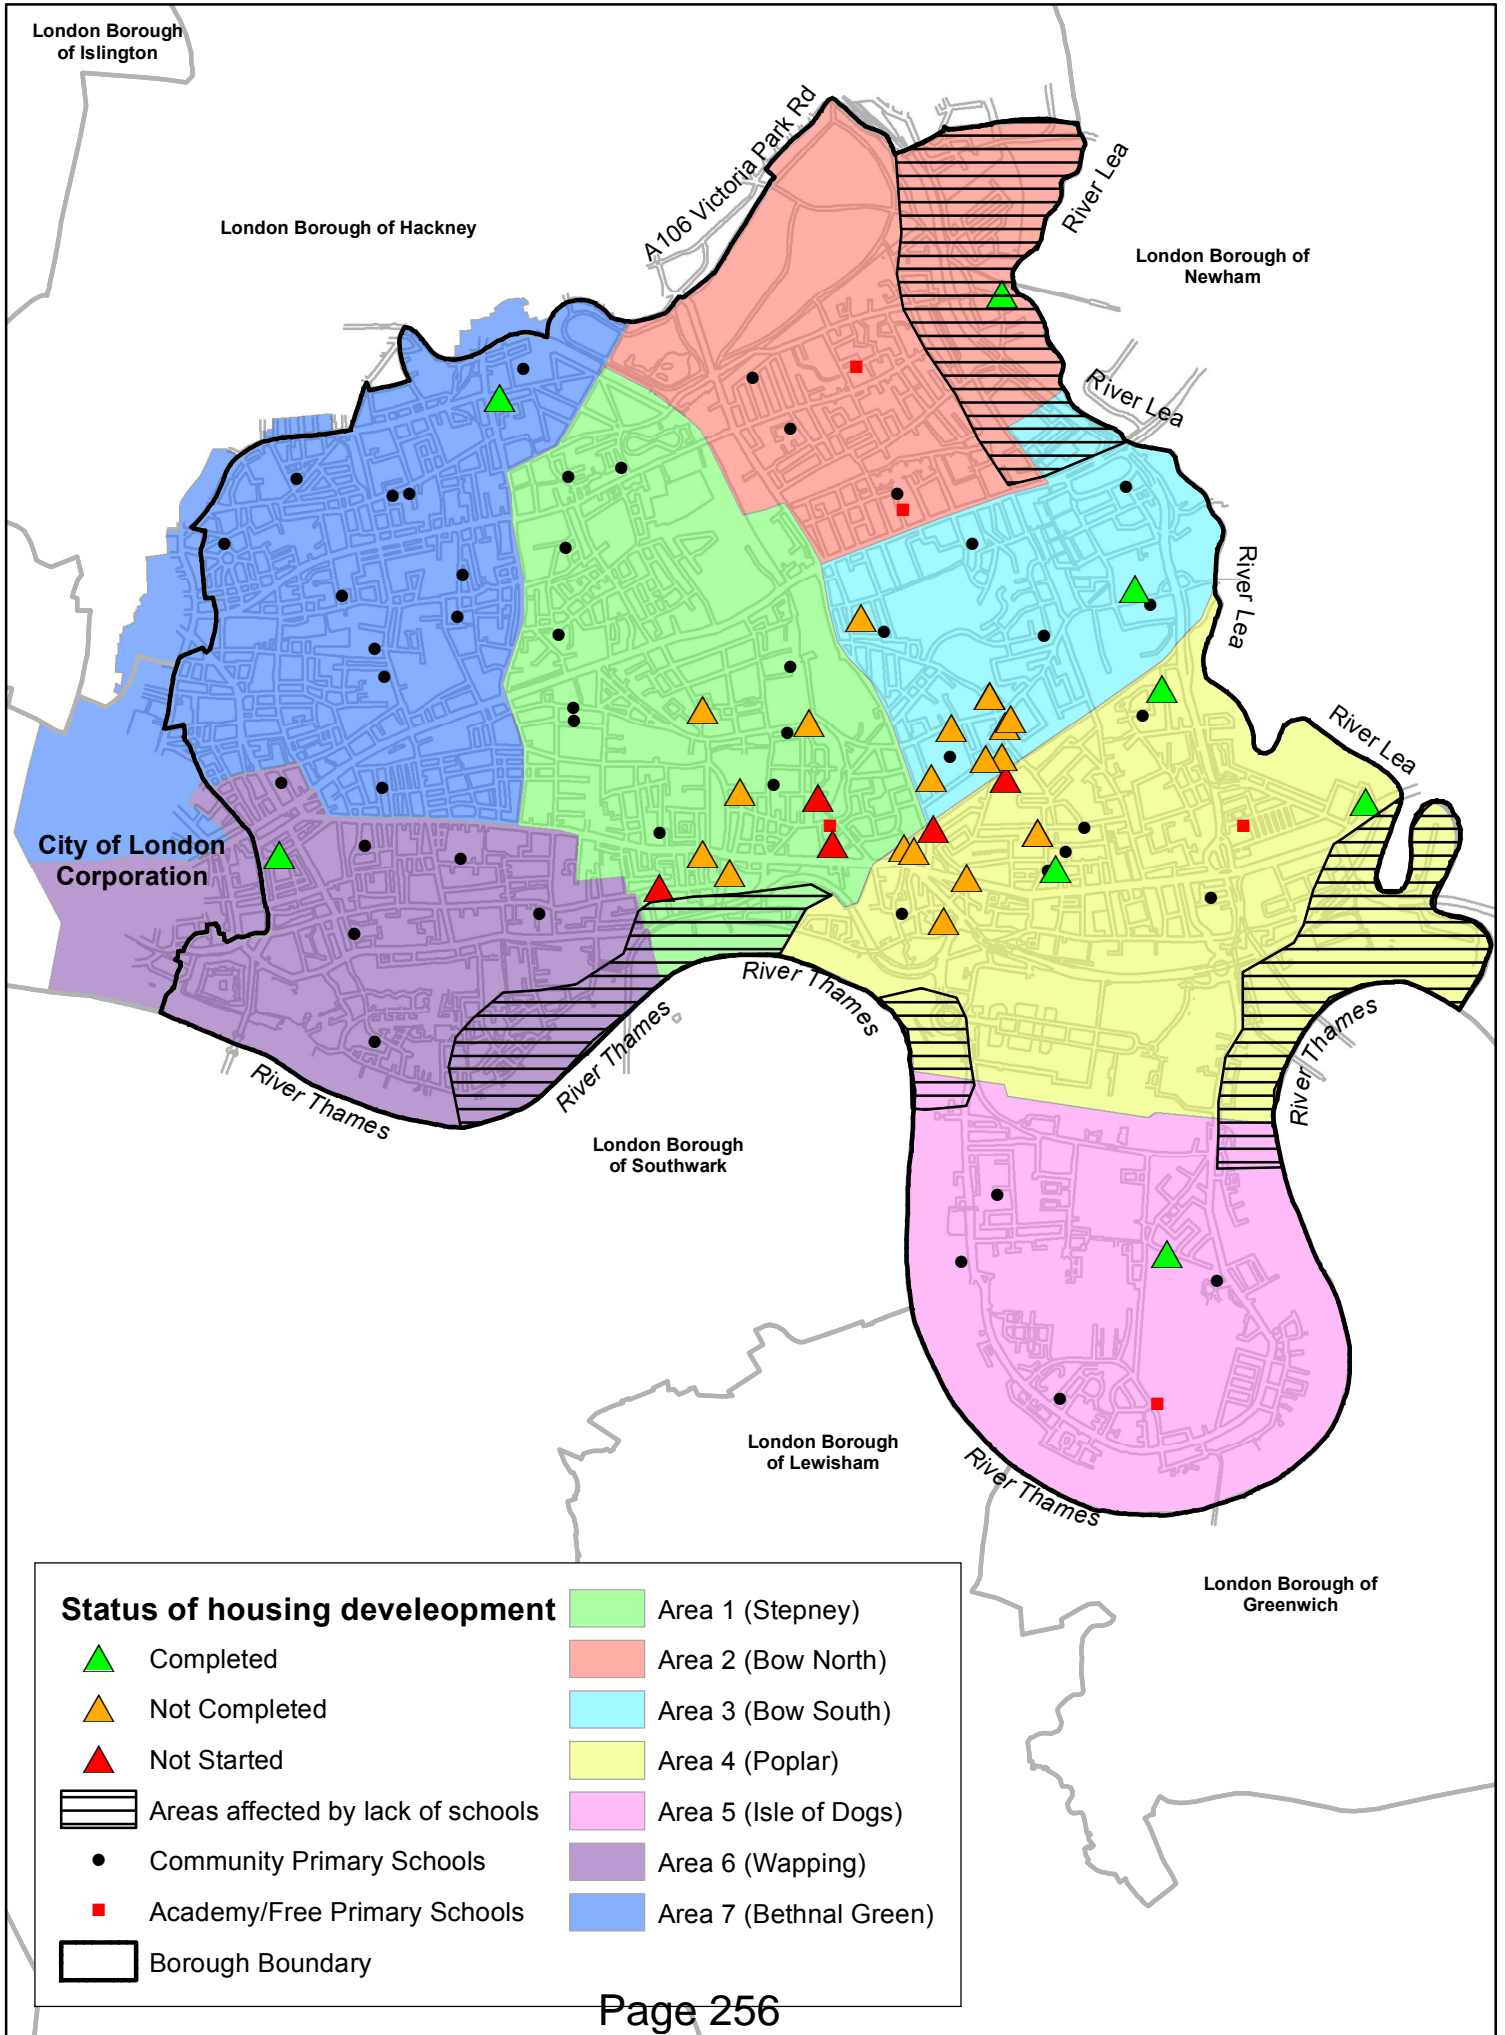 London Borough
of Islington
A106 Victoria Park Rd
River Lea
London Borough of Hackney
London Borough of
Newham
River Lea
River Lea
River Lea
City of London
Corporation
River Thames
River Thames
River Thames
River Thames
London Borough
of Southwark
London Borough
of Lewisham
River Thames
London Borough of
Greenwich
Status of housing develeopment
Completed
Not Completed
Not Started
Areas affected by lack of schools
Community Primary Schools
Academy/Free Primary Schools
Borough Boundary
Area 1 (Stepney)
Area 2 (Bow North)
Area 3 (Bow South)
Area 4 (Poplar)
Area 5 (Isle of Dogs)
Area 6 (Wapping)
Area 7 (Bethnal Green)
Page 256